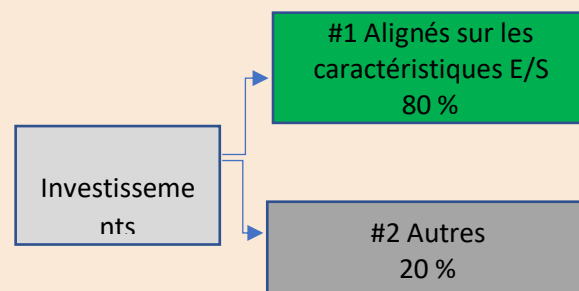 #1 Alignés sur les
caractéristiques E/S
80 %
Investisseme
nts
#2 Autres
20 %